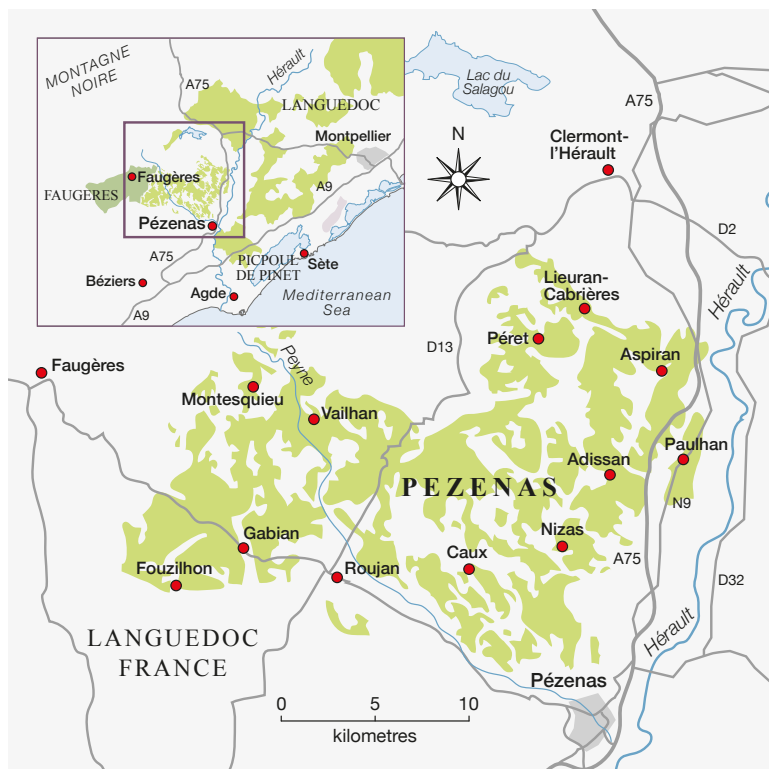 MONTAGNE
NOIRE
A75
Hérault
LANGUEDOC
Montpellier
A9
Faugères
FAUGERES
Pézenas
A75
PICPOUL
DE PINET
Sète
Béziers
Agde
A9
Mediterranean
Sea
Lac du
Salagou
N
A75
Clermont-
l'Hérault
D2
Hérault
Lieuran-
Cabrières
Péret
D13
Aspiran
Faugères
Peyne
Montesquieu
Vailhan
Paulhan
Adissan
PEZENAS
N9
Nizas
Gabian
Caux
A75
Fouzilhon
Roujan
D32
LANGUEDOC
FRANCE
Hérault
Pézenas
0 5 10
kilometres